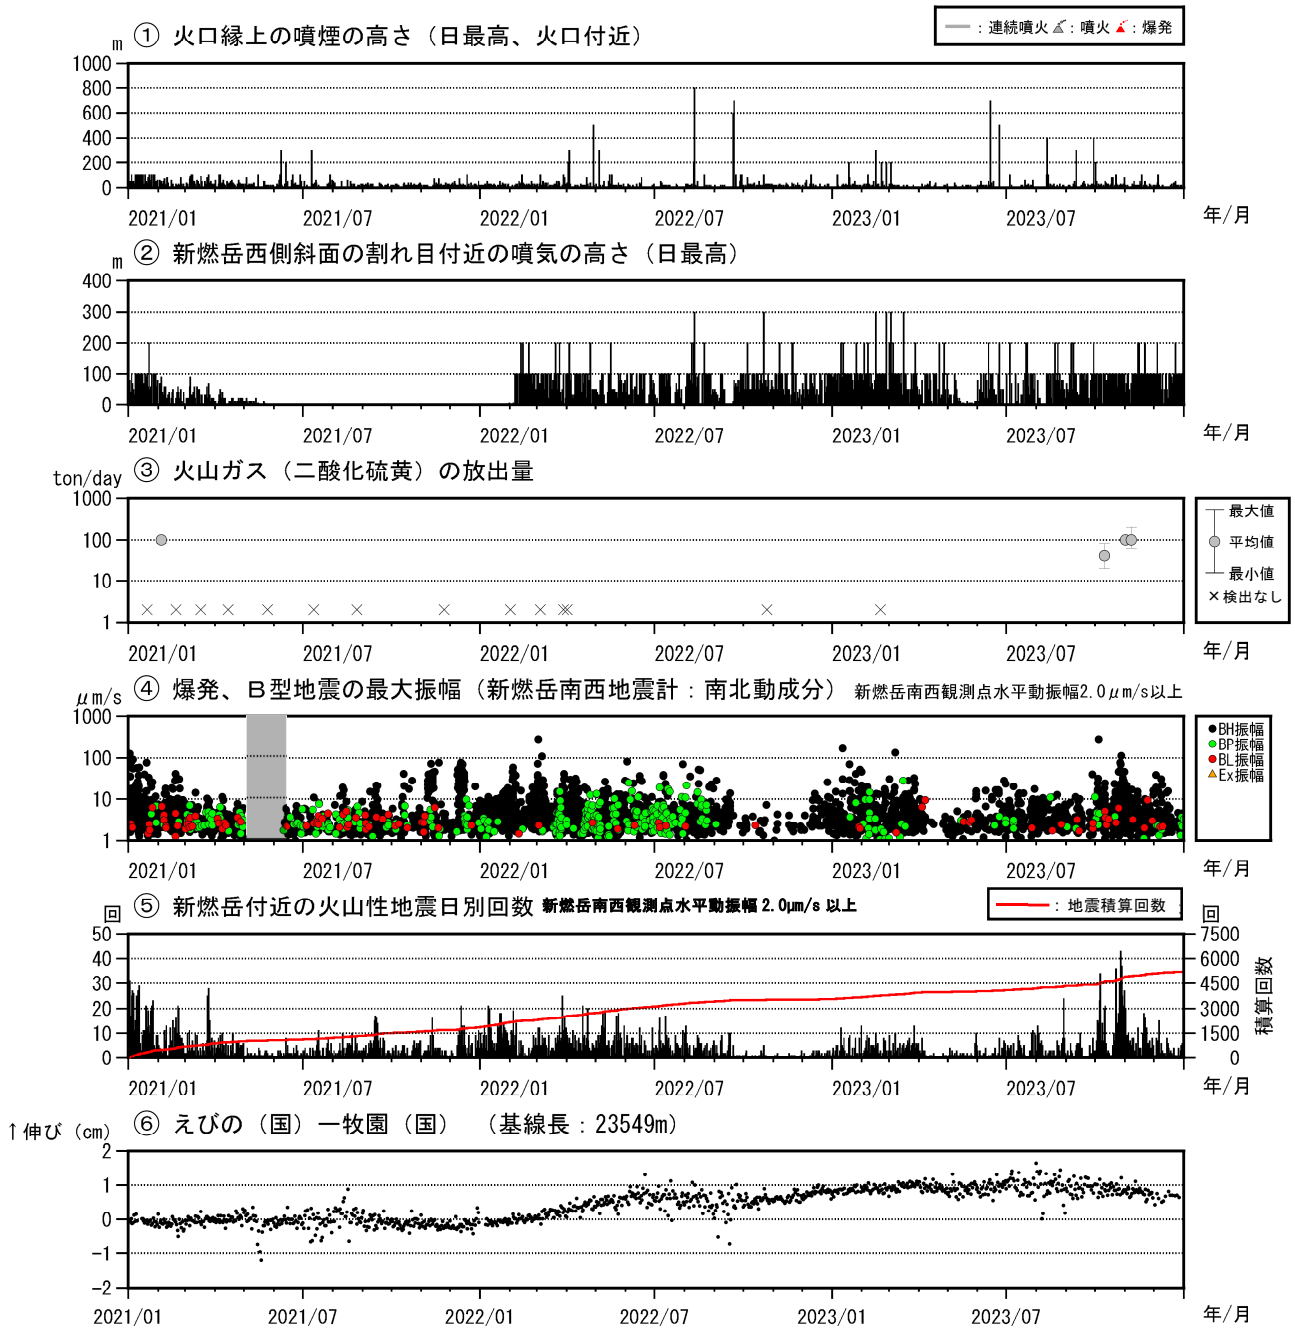 ① 火口縁上の噴煙の高さ（日最高、火口付近）
：連続噴火 ：噴火 ：爆発
m
1000
800
600
400
200
0
2021/01 2021/07 2022/01 2022/07 2023/01 2023/07 年/月
② 新燃岳西側斜面の割れ目付近の噴気の高さ（日最高）
m
400
300
200
100
0
2021/01 2021/07 2022/01 2022/07 2023/01 2023/07 年/月
③ 火山ガス（二酸化硫黄）の放出量
ton/day
1000
100
10
1
最大値
平均値
最小値
×検出なし
2021/01 2021/07 2022/01 2022/07 2023/01 2023/07 年/月
④ 爆発、Ｂ型地震の最大振幅（新燃岳南西地震計：南北動成分） 新燃岳南西観測点水平動振幅2.0μm/s以上
μm/s
1000
100
10
1
BH振幅
BP振幅
BL振幅
Ex振幅
2021/01 2021/07 2022/01 2022/07 2023/01 2023/07 年/月
⑤ 新燃岳付近の火山性地震日別回数 新燃岳南西観測点水平動振幅 2.0μm/s 以上
：地震積算回数
回
50
40
30
20
10
0
回
7500
6000
4500
3000
1500
0
積算回数
2021/01 2021/07 2022/01 2022/07 2023/01 2023/07 年/月
⑥ えびの（国）ー牧園（国） （基線長：23549m）
↑伸び（cm）
2
1
0
-1
-2
2021/01 2021/07 2022/01 2022/07 2023/01 2023/07 年/月